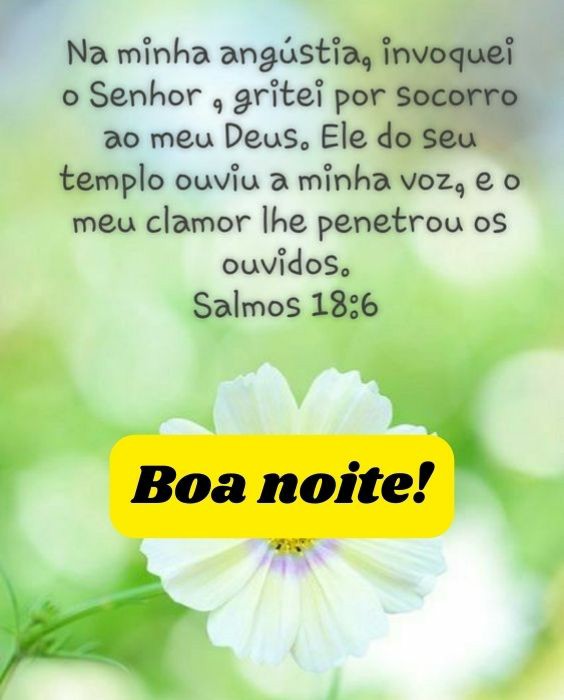 Na minha angústia, invoquei
o Senhor , gritei por socorro
ao meu Deus. Ele do seu
templo ouviu a minha voz, e o
meu clamor lhe penetrou os
ouvidos.
Salmos 18:6
Boa noite!